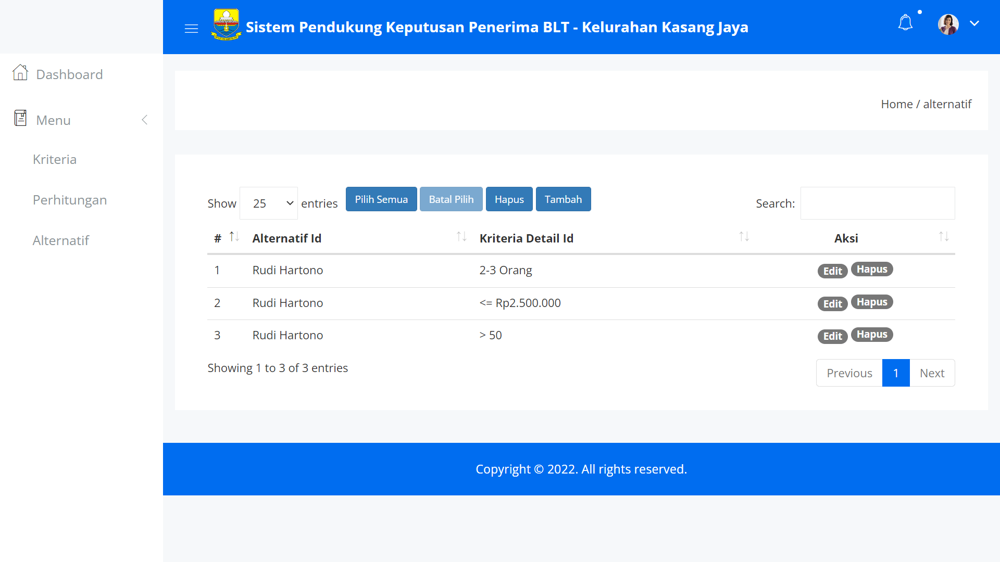 Sistem Pendukung Keputusan Penerima BLT - Kelurahan Kasang Jaya
Dashboard
Menu
Kriteria
Perhitungan
Alternatif
Home / alternatif
Show 25 entries Pilih Semua Batal Pilih Hapus Tambah Search:
# Alternatif Id Kriteria Detail Id Aksi
1 Rudi Hartono 2-3 Orang Edit Hapus
2 Rudi Hartono <= Rp2.500.000 Edit Hapus
3 Rudi Hartono > 50 Edit Hapus
Showing 1 to 3 of 3 entries Previous 1 Next
Copyright © 2022. All rights reserved.